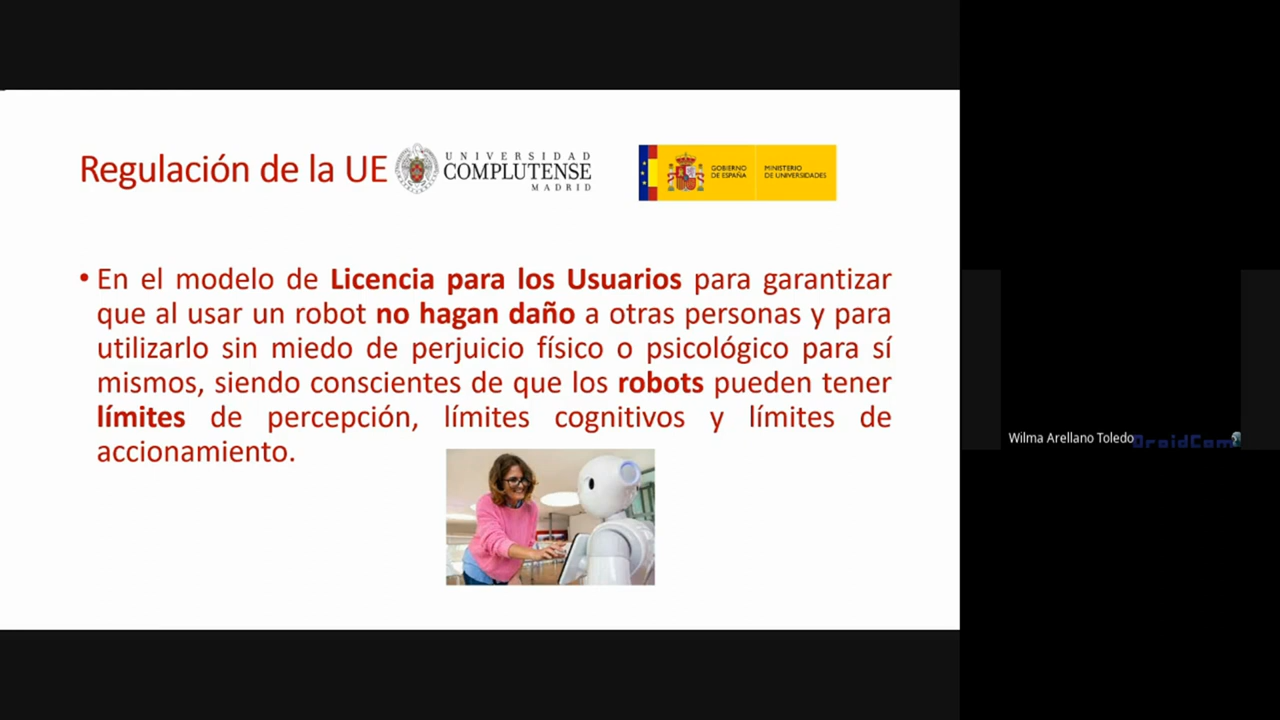 Regulación de la UE
UNIVERSIDAD
COMPLUTENSE
MADRID
GOBIERNO
DE ESPAÑA
MINISTERIO
DE UNIVERSIDADES
• En el modelo de Licencia para los Usuarios para garantizar
que al usar un robot no hagan daño a otras personas y para
utilizarlo sin miedo de perjuicio físico o psicológico para sí
mismos, siendo conscientes de que los robots pueden tener
límites de percepción, límites cognitivos y límites de
accionamiento.
Wilma Arellano Toledo
DroidCam